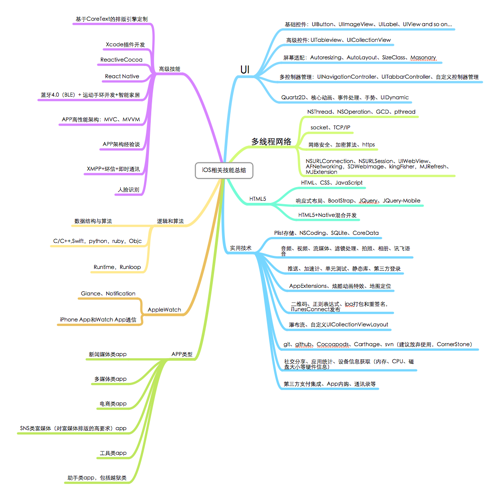 IOS相关技能总结
高级技能
基于CoreText的排版引擎定制
Xcode插件开发
ReactiveCocoa
React Native
蓝牙4.0（BLE）+ 运动手环开发+智能家居
APP高性能架构：MVC、MVVM
APP架构经验谈
XMPP+环信+即时通讯
人脸识别
逻辑和算法
数据结构与算法
C/C++,Swift、python、ruby、Objc
Runtime、Runloop
AppleWatch
Glance、Notification
iPhone App和Watch App通信
APP类型
新闻媒体类app
多媒体类app
电商类app
SNS类富媒体（对富媒体排版的高要求）app
工具类app
助手类app、包括越狱类
UI
基础控件：UIButton、UIImageView、UILabel、UIView and so on...
高级控件：UITableview、UICollectionView
屏幕适配：Autoresizing、AutoLayout、SizeClass、Masonary
多控制器管理：UINavigationController、UITabbarController、自定义控制器管理
Quartz2D、核心动画、事件处理、手势、UIDynamic
多线程网络
NSThread、NSOperation、GCD、pthread
socket、TCP/IP
网络安全、加密算法、https
NSURLConnection、NSURLSession、UIWebView、
AFNetworking、SDWebImage、kingFisher、MJRefresh、
MJExtension
HTML5
HTML、CSS、JavaScript
响应式布局、BootStrap、JQuery、JQuery-Mobile
HTML5+Native混合开发
实用技术
Plist存储、NSCoding、SQLite、CoreData
音频、视频、流媒体、滤镜处理、拍照、相册、讯飞语
音
推送、加速计、单元测试、静态库、第三方登录
AppExtensions、炫酷动画特效、地图定位
二维码、正则表达式、ipa打包和重签名、
iTunesConnect发布
瀑布流、自定义UICollectionViewLayout
git、github、Cocoapods、Carthage、svn（建议放弃使用，CornerStone）
社交分享、应用统计、设备信息获取（内存、CPU、磁
盘大小等硬件信息）
第三方支付集成、App内购、通讯录等